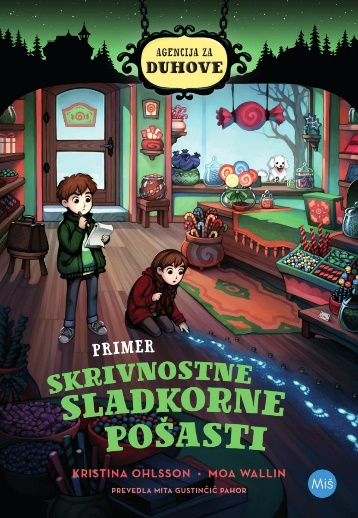 AGENCIJA ZA
DUHOVE
PRIMER
SKRIVNOSTNE
SLADKORNE
POŠASTI
KRISTINA OHLSSON • MOA WALLIN
PREVEDLA MITA GUSTINČIČ PAHOR
Miš